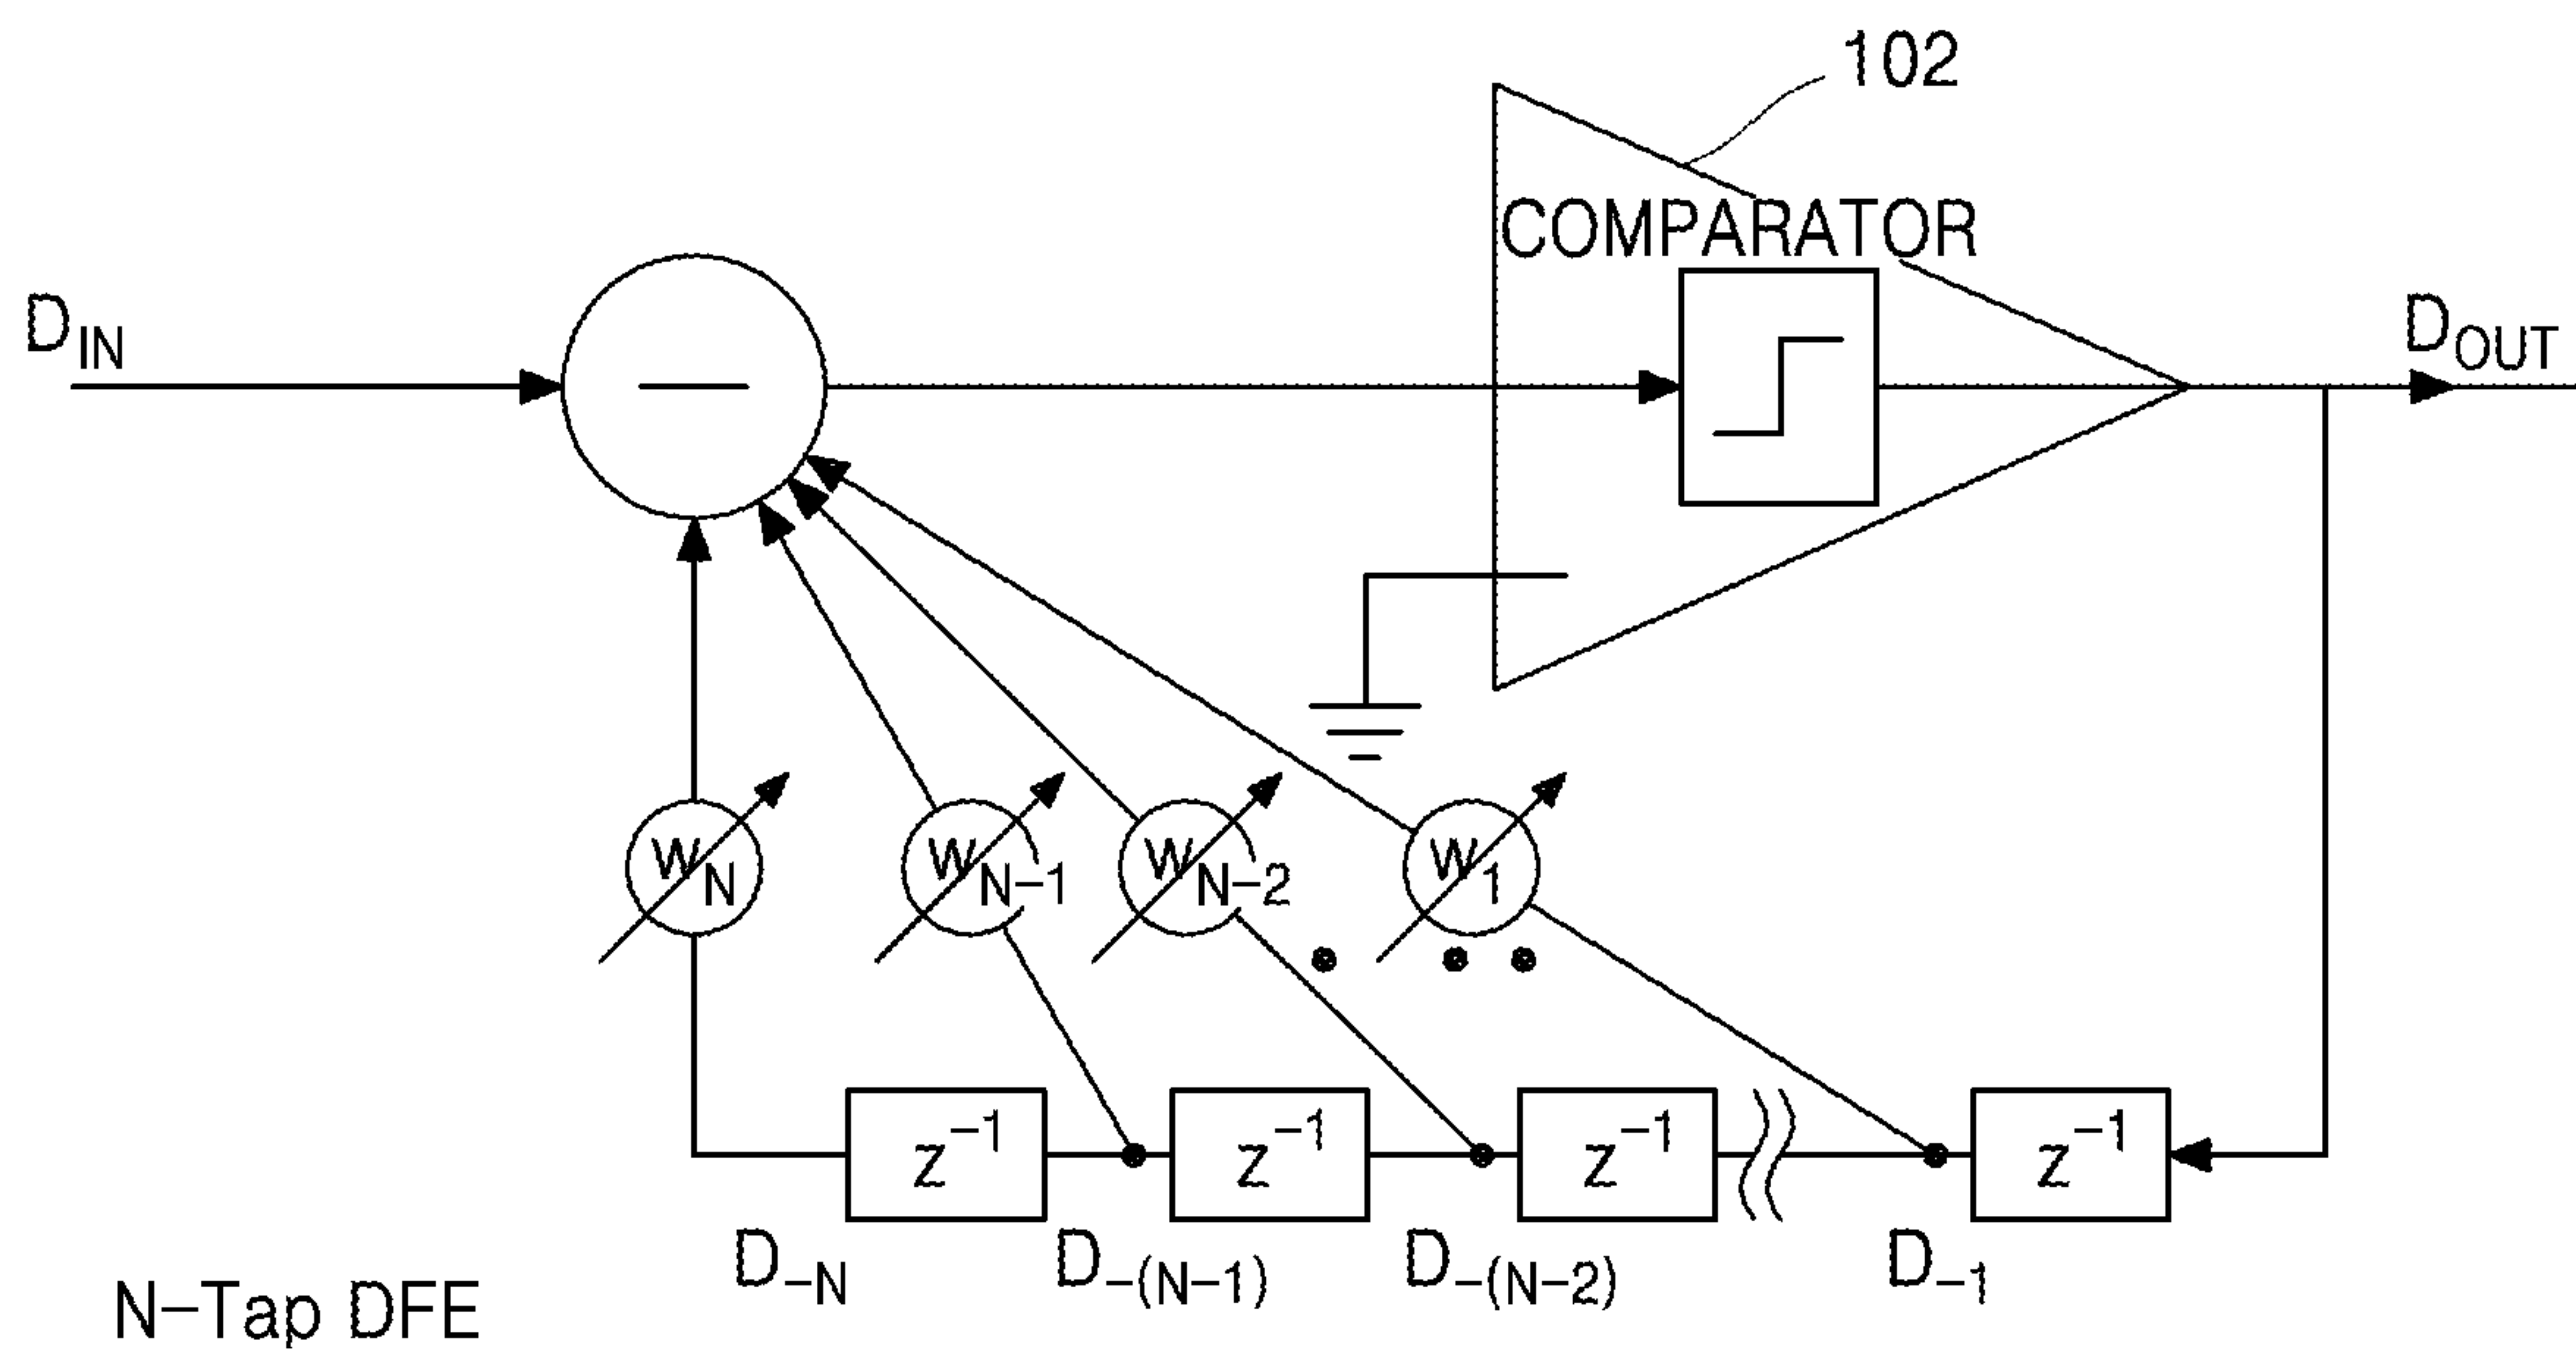 102
COMPARATOR
D_IN
D_OUT
W_N
W_N-1
W_N-2
W_1
z^-1
z^-1
z^-1
z^-1
D_-N
D_-(N-1)
D_-(N-2)
D_-1
N-Tap DFE